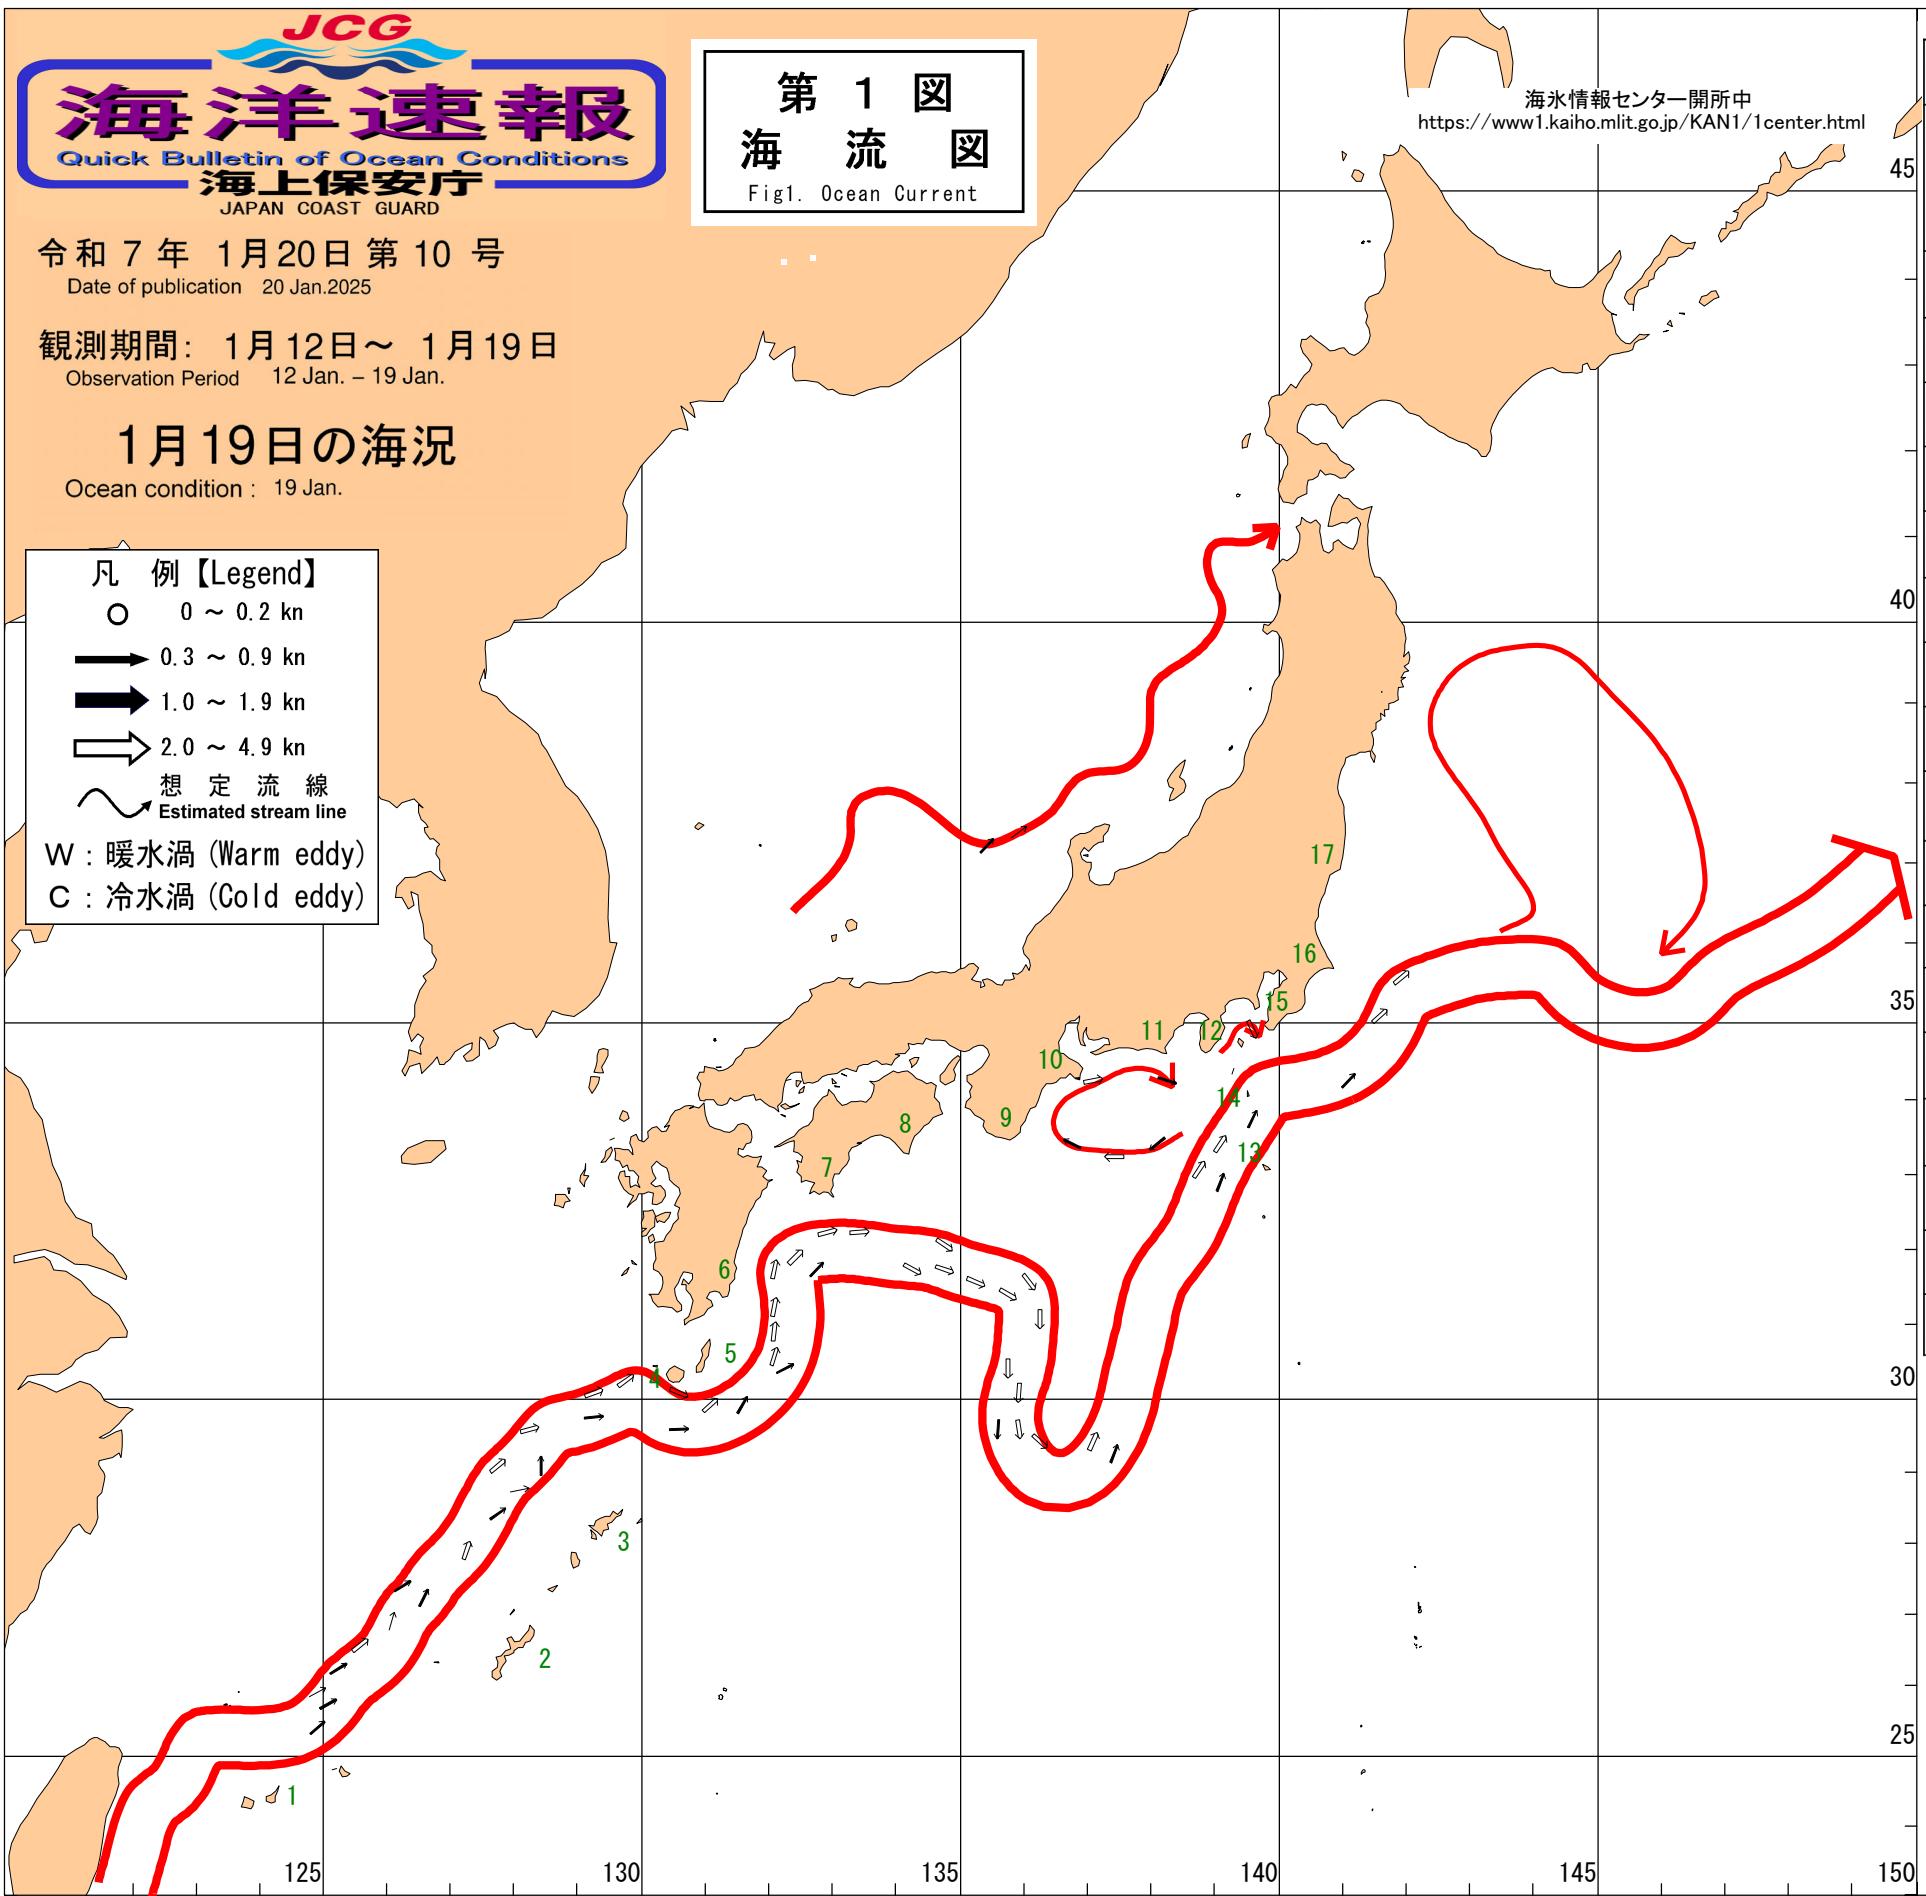 JCG
海洋速報
Quick Bulletin of Ocean Conditions
海上保安庁
JAPAN COAST GUARD
令和 7 年 1月20日 第 10 号
Date of publication 20 Jan.2025
観測期間: 1月12日～ 1月19日
Observation Period 12 Jan. – 19 Jan.
1月19日の海況
Ocean condition : 19 Jan.
第 1 図
海 流 図
Fig1. Ocean Current
海氷情報センター開所中
https://www1.kaiho.mlit.go.jp/KAN1/1center.html
凡 例【Legend】
0 ～ 0.2 kn
0.3 ～ 0.9 kn
1.0 ～ 1.9 kn
2.0 ～ 4.9 kn
想 定 流 線
Estimated stream line
W : 暖水渦 (Warm eddy)
C : 冷水渦 (Cold eddy)
45
40
35
30
25
17
16
15
12
11
10
14
9
8
13
7
6
5
4
3
2
1
125
130
135
140
145
150